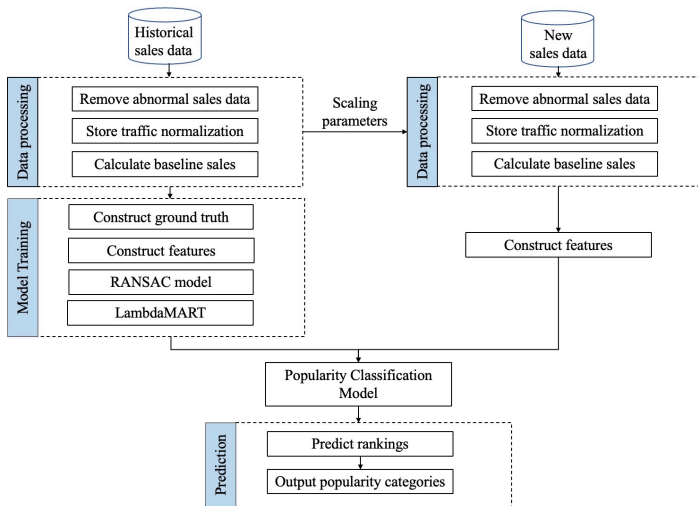 Historical
sales data
New
sales data
Data processing
Remove abnormal sales data
Store traffic normalization
Calculate baseline sales
Scaling
parameters
Data processing
Remove abnormal sales data
Store traffic normalization
Calculate baseline sales
Model Training
Construct ground truth
Construct features
RANSAC model
LambdaMART
Construct features
Popularity Classification
Model
Prediction
Predict rankings
Output popularity categories